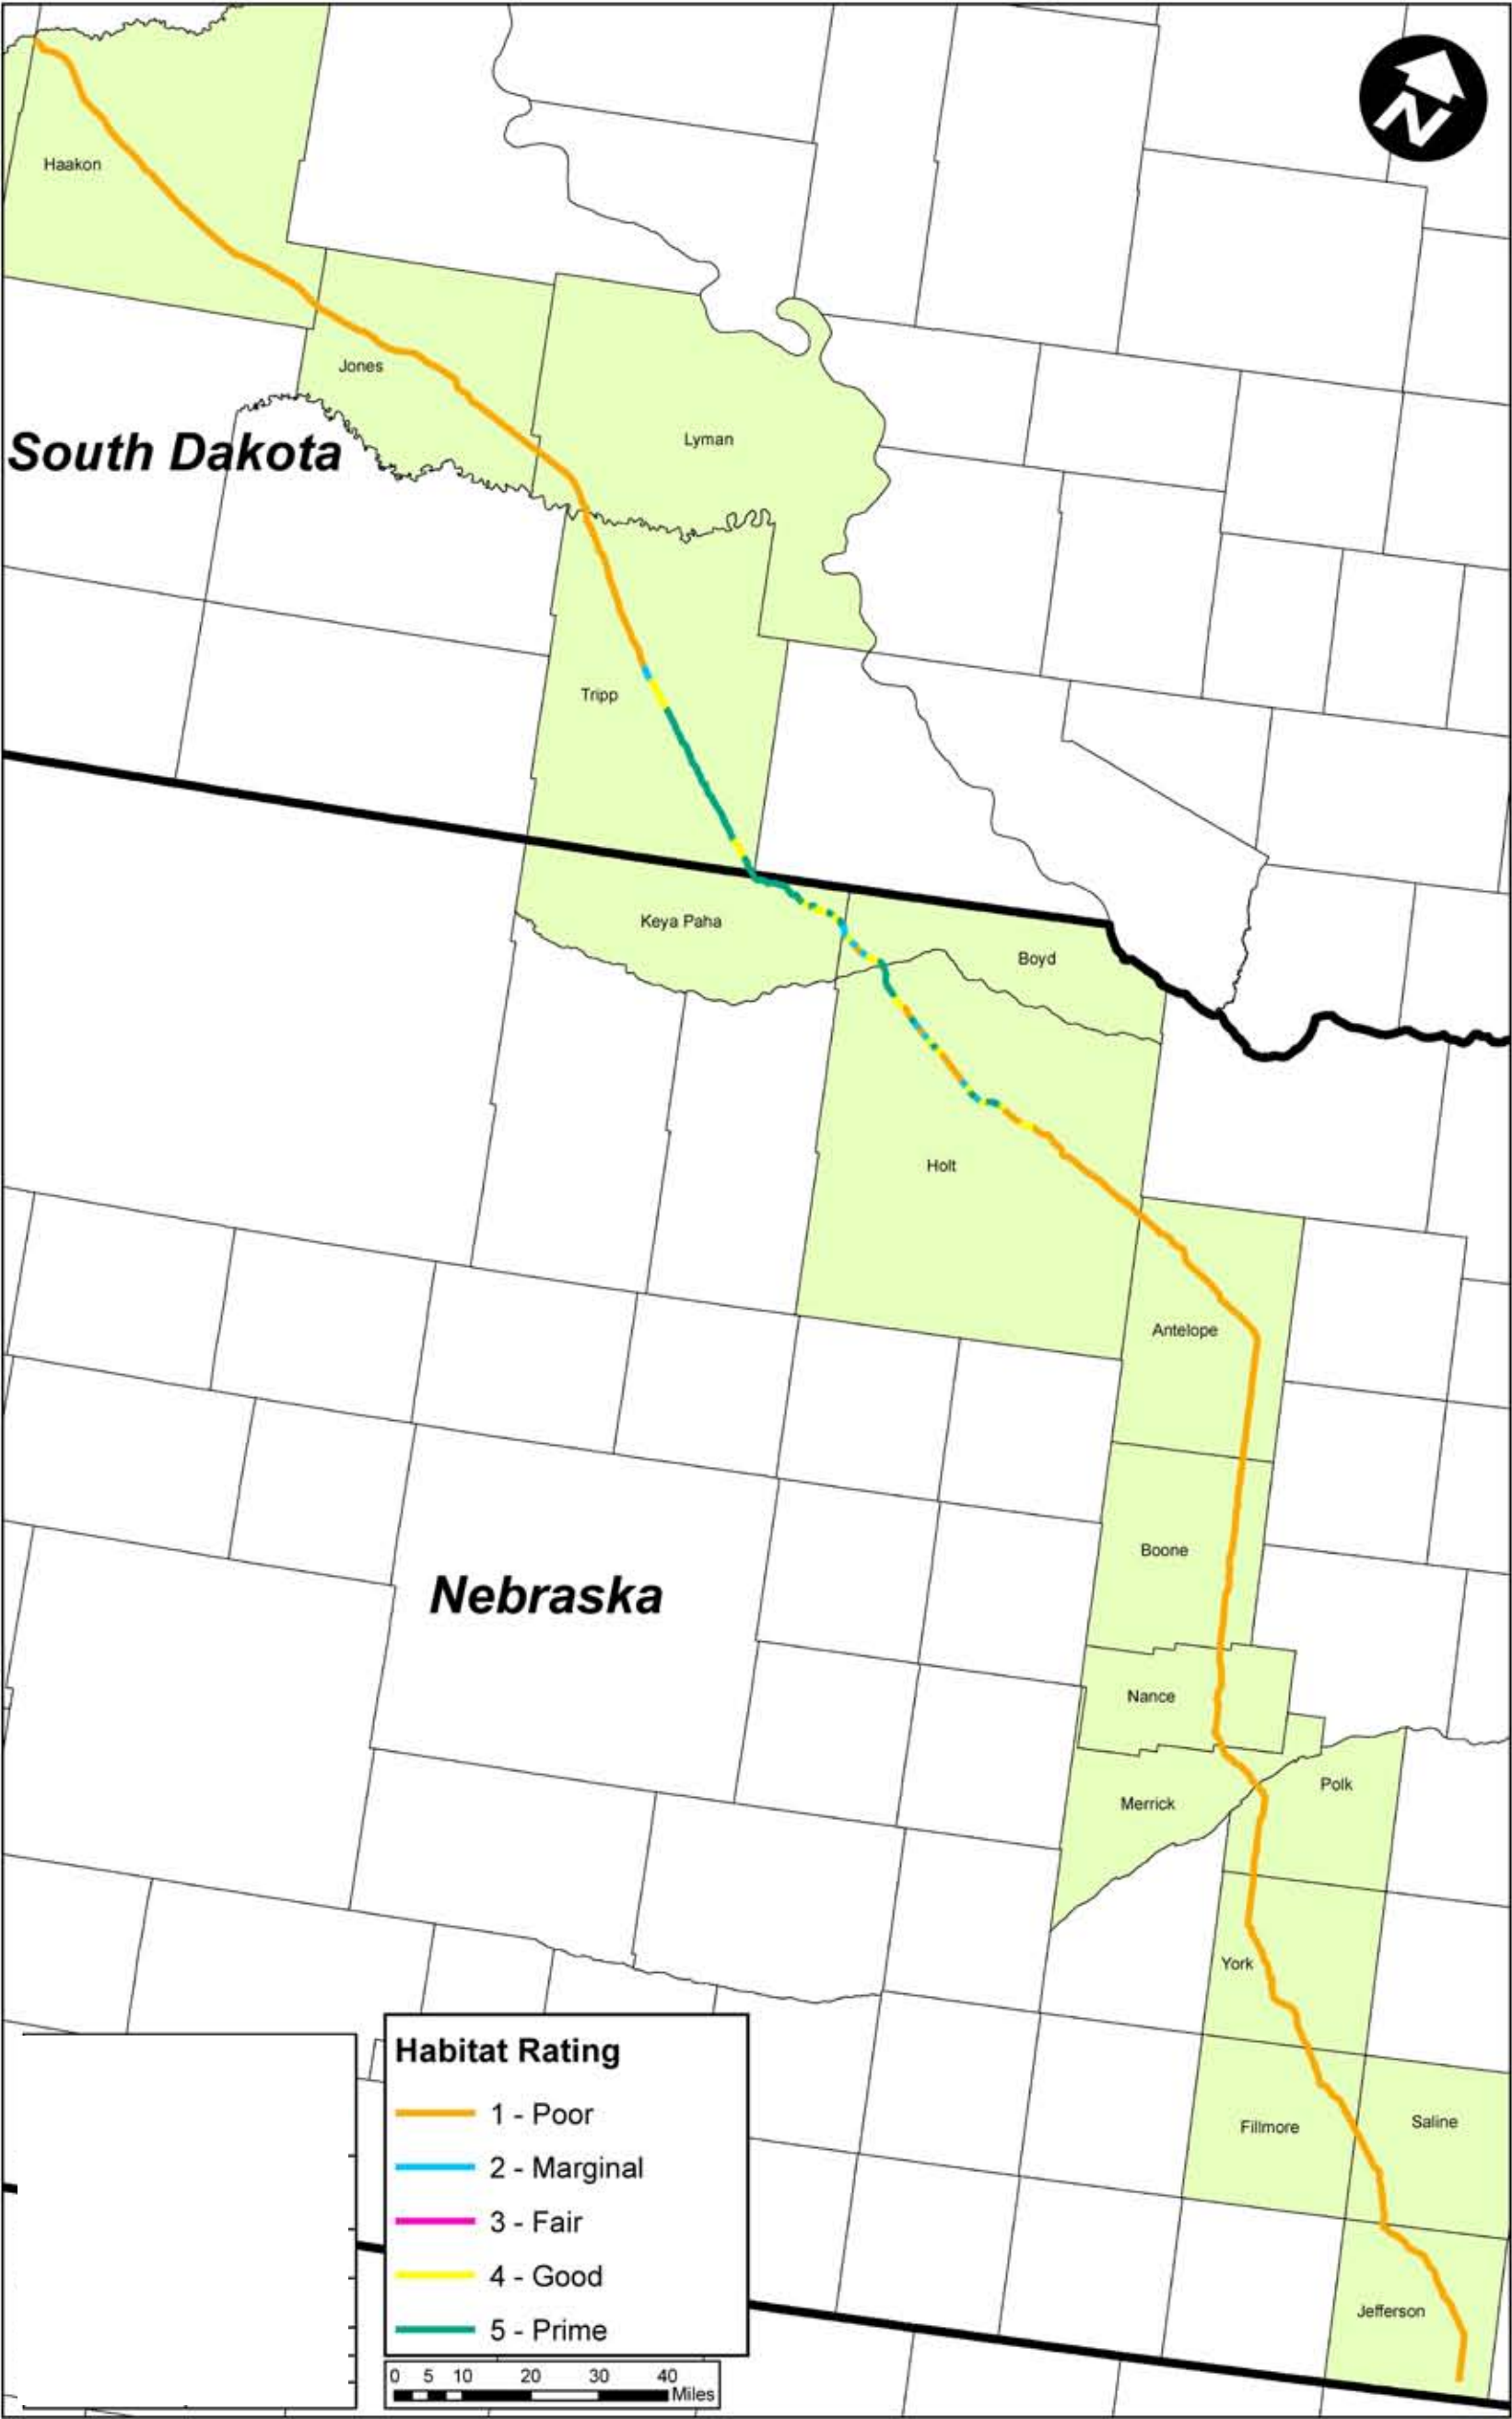 N
Haakon
Jones
South Dakota
Lyman
Tripp
Keya Paha
Boyd
Holt
Antelope
Boone
Nebraska
Nance
Polk
Merrick
York
Fillmore
Saline
Jefferson
Habitat Rating
1 - Poor
2 - Marginal
3 - Fair
4 - Good
5 - Prime
0 5 10 20 30 40
Miles